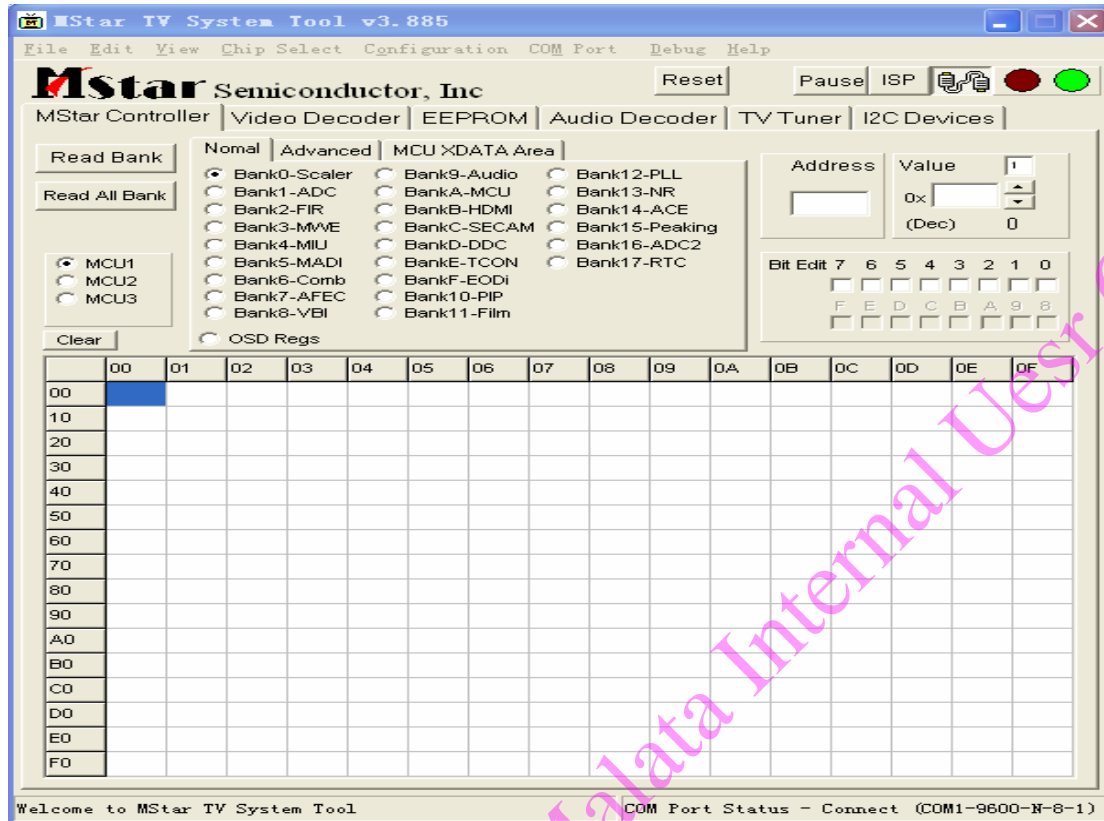 MStar TV System Tool v3.885
File Edit View Chip Select Configuration COM Port Debug Help
Mstar Semiconductor, Inc
Reset Pause ISP
MStar Controller Video Decoder EEPROM Audio Decoder TV Tuner I2C Devices
Read Bank
Read All Bank
MCU1
MCU2
MCU3
Clear
Nomal Advanced MCU XDATA Area
Bank0-Scaler Bank9-Audio Bank12-PLL
Bank1-ADC BankA-MCU Bank13-NR
Bank2-FIR BankB-HDMI Bank14-ACE
Bank3-MWE BankC-SECAM Bank15-Peaking
Bank4-MIU BankD-DDC Bank16-ADC2
Bank5-MADI BankE-TCON Bank17-RTC
Bank6-Comb BankF-EODi
Bank7-AFEC Bank10-PIP
Bank8-VBI Bank11-Film
OSD Regs
Address
Value 1
0x
(Dec) 0
Bit Edit 7 6 5 4 3 2 1 0
F E D C B A 9 8
00 01 02 03 04 05 06 07 08 09 0A 0B 0C 0D 0E 0F
00
10
20
30
40
50
60
70
80
90
A0
B0
C0
D0
E0
F0
Welcome to MStar TV System Tool COM Port Status - Connect (COM1-9600-N-8-1)
Malata Internal Uesr